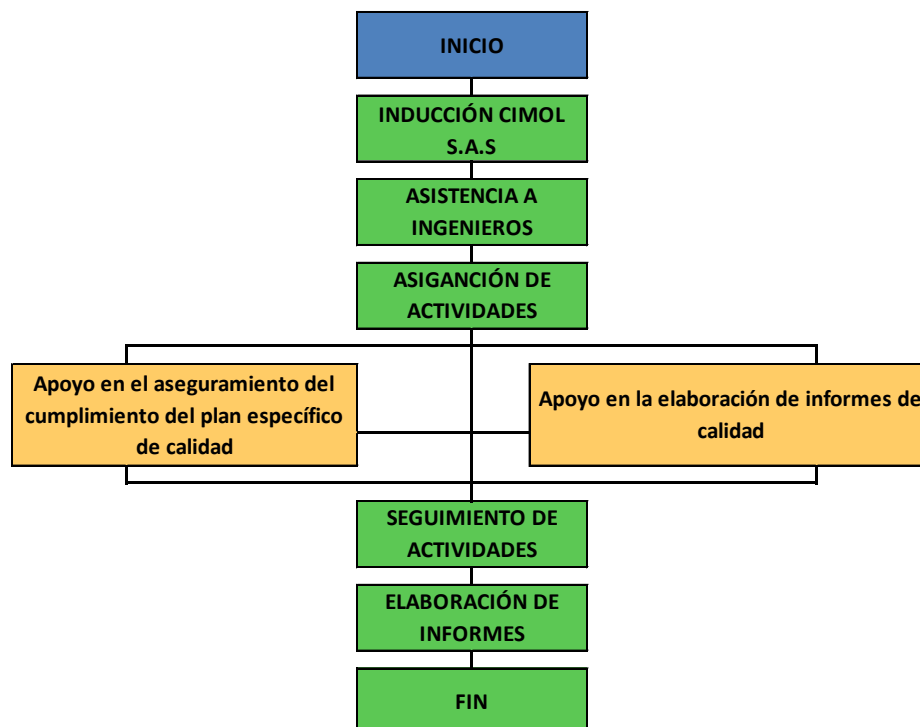 INICIO
INDUCCIÓN CIMOL
S.A.S
ASISTENCIA A
INGENIEROS
ASIGANCIÓN DE
ACTIVIDADES
Apoyo en el aseguramiento del
cumplimiento del plan específico
de calidad
Apoyo en la elaboración de informes de
calidad
SEGUIMIENTO DE
ACTIVIDADES
ELABORACIÓN DE
INFORMES
FIN